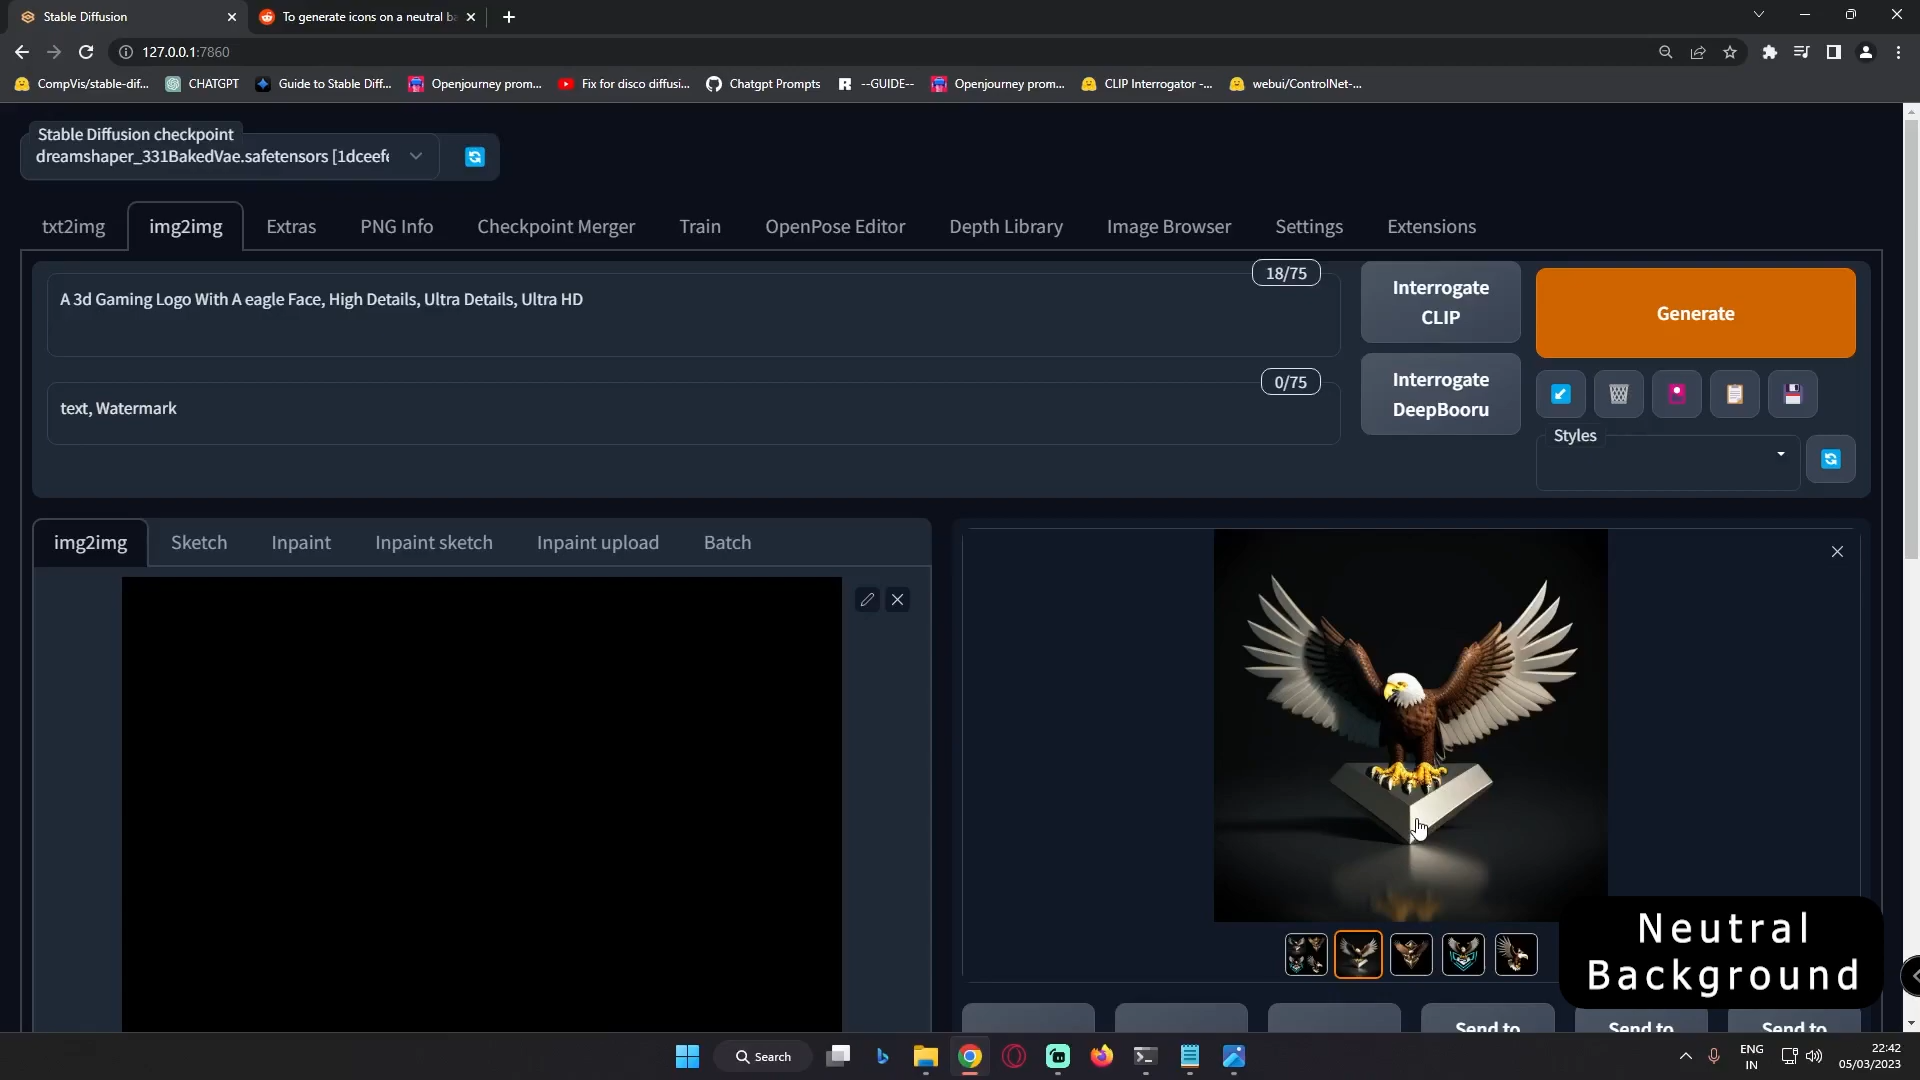 Stable Diffusion
To generate icons on a neutral ba
127.0.0.1:7860
CompVis/stable-dif...
CHATGPT
Guide to Stable Diff...
Openjourney prom...
Fix for disco diffusi...
Chatgpt Prompts
--GUIDE--
Openjourney prom...
CLIP Interrogator -...
webui/ControlNet-...
Stable Diffusion checkpoint
dreamshaper_331BakedVae.safetensors [1dceefe
txt2img
img2img
Extras
PNG Info
Checkpoint Merger
Train
OpenPose Editor
Depth Library
Image Browser
Settings
Extensions
18/75
A 3d Gaming Logo With A eagle Face, High Details, Ultra Details, Ultra HD
Interrogate
CLIP
Generate
0/75
text, Watermark
Interrogate
DeepBooru
Styles
img2img
Sketch
Inpaint
Inpaint sketch
Inpaint upload
Batch
Neutral
Background
Send to
Send to
Send to
Search
ENG
IN
22:42
05/03/2023